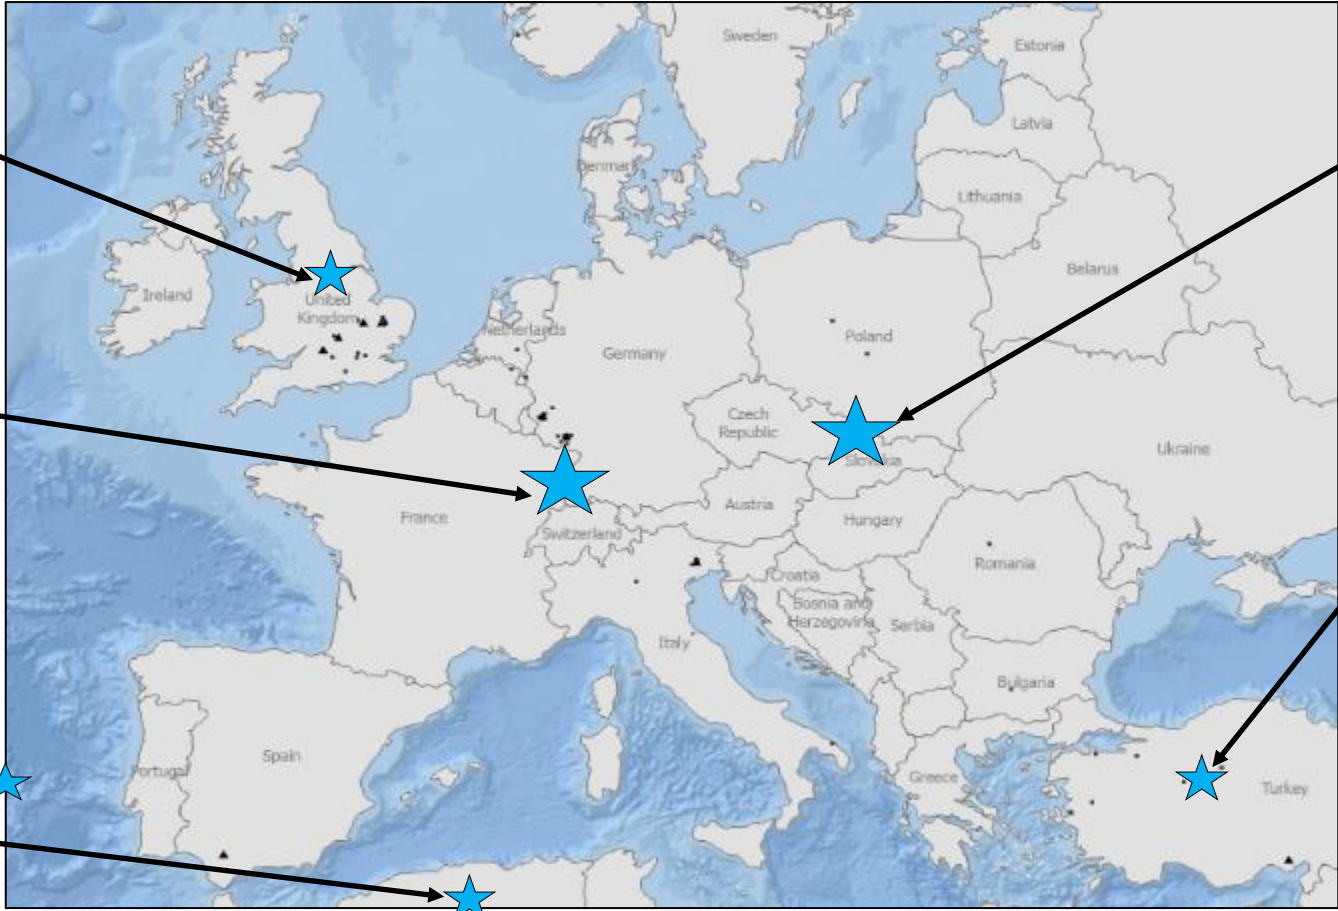 Sweden
Estonia
Latvia
Denmark
Lithuania
Belarus
Ireland
United
Kingdom
Netherlands
Poland
Germany
Czech
Republic
Ukraine
Slovakia
Austria
France
Hungary
Switzerland
Romania
Croatia
Bosnia and
Herzegovina
Serbia
Italy
Bulgaria
Spain
Portugal
Greece
Turkey